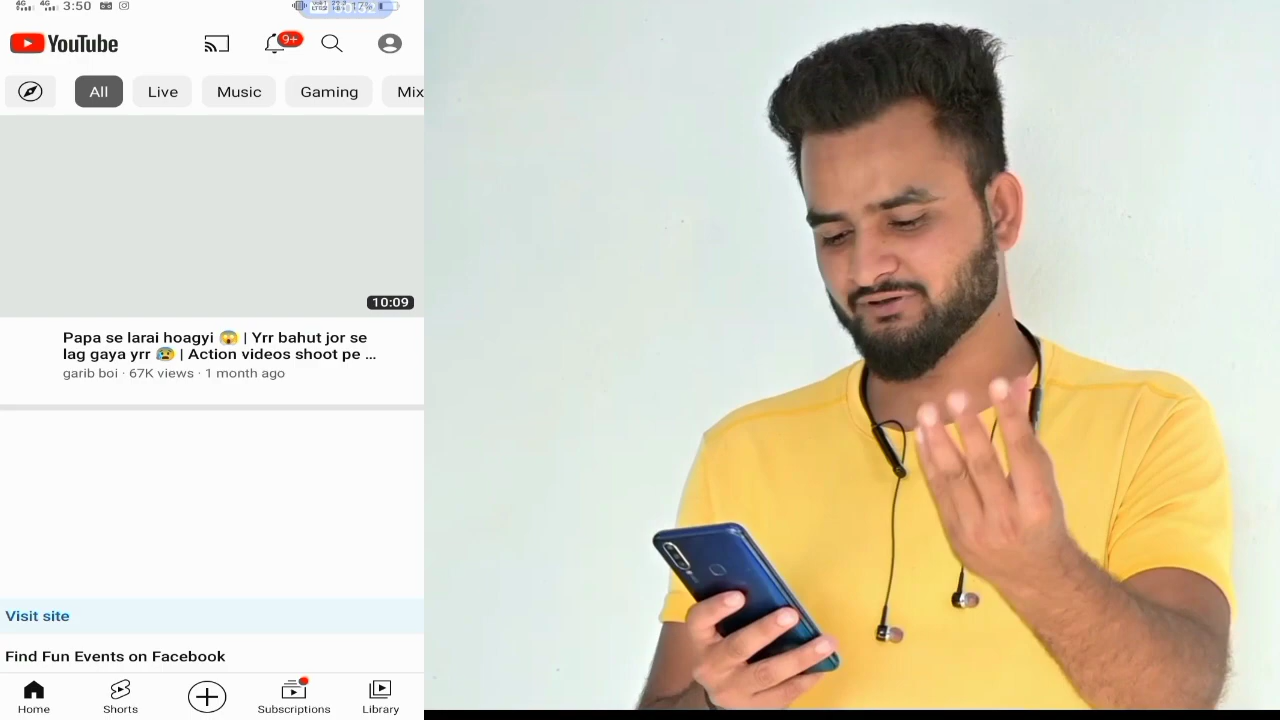 4G 4G 3:50
YouTube
9+
All Live Music Gaming Mix
10:09
Papa se larai hoagyi 😱 | Yrr bahut jor se
lag gaya yrr 😰 | Action videos shoot pe ...
garib boi · 67K views · 1 month ago
Visit site
Find Fun Events on Facebook
Home Shorts Subscriptions Library